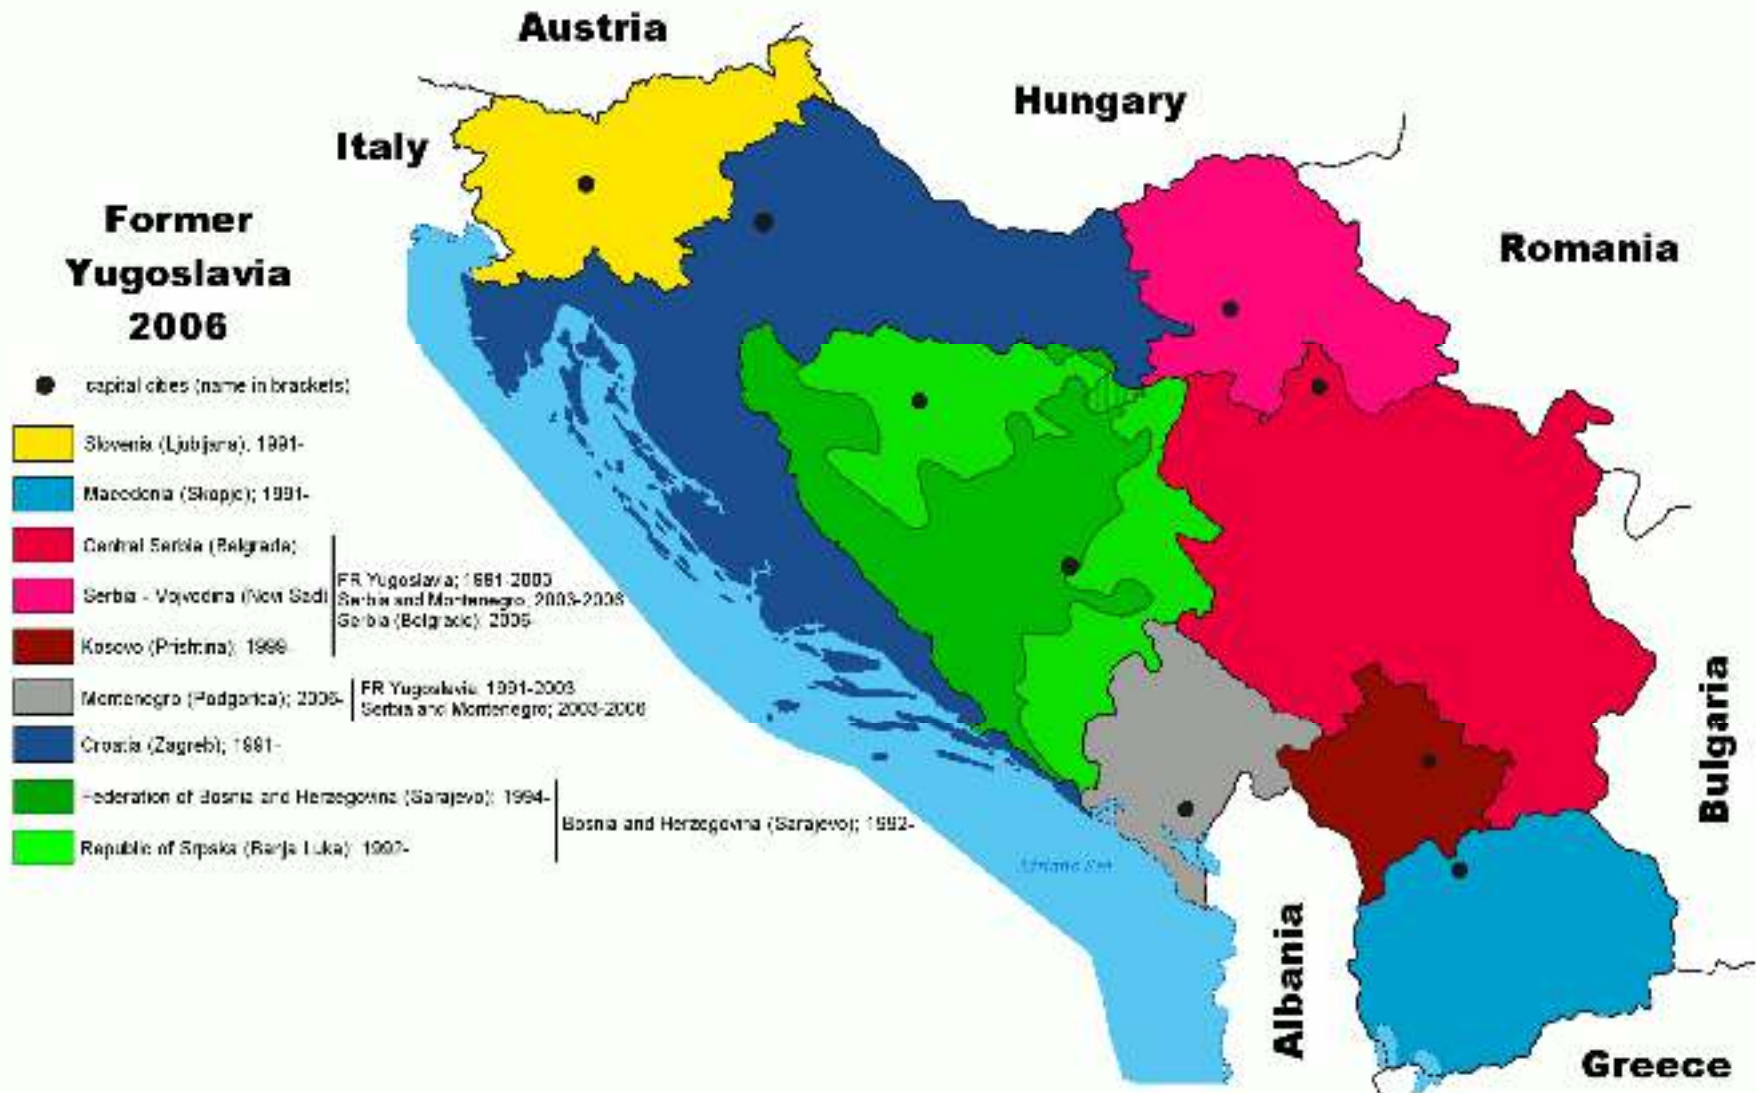 Austria
Hungary
Italy
Romania
Former
Yugoslavia
2006
capital cities (name in brackets)
Slovenia (Ljubljana), 1991-
Macedonia (Skopje); 1991-
Central Serbia (Belgrade)
Serbia - Vojvodina (Novi Sad)
Kosovo (Prishtina); 1999-
FR Yugoslavia; 1991-2003
Serbia and Montenegro; 2003-2006
Serbia (Belgrade); 2006-
Montenegro (Podgorica); 2006-
FR Yugoslavia; 1991-2003
Serbia and Montenegro; 2003-2006
Croatia (Zagreb); 1991-
Federation of Bosnia and Herzegovina (Sarajevo); 1994-
Republic of Srpska (Banja Luka); 1992-
Bosnia and Herzegovina (Sarajevo); 1992-
Adriatic Sea
Albania
Bulgaria
Greece